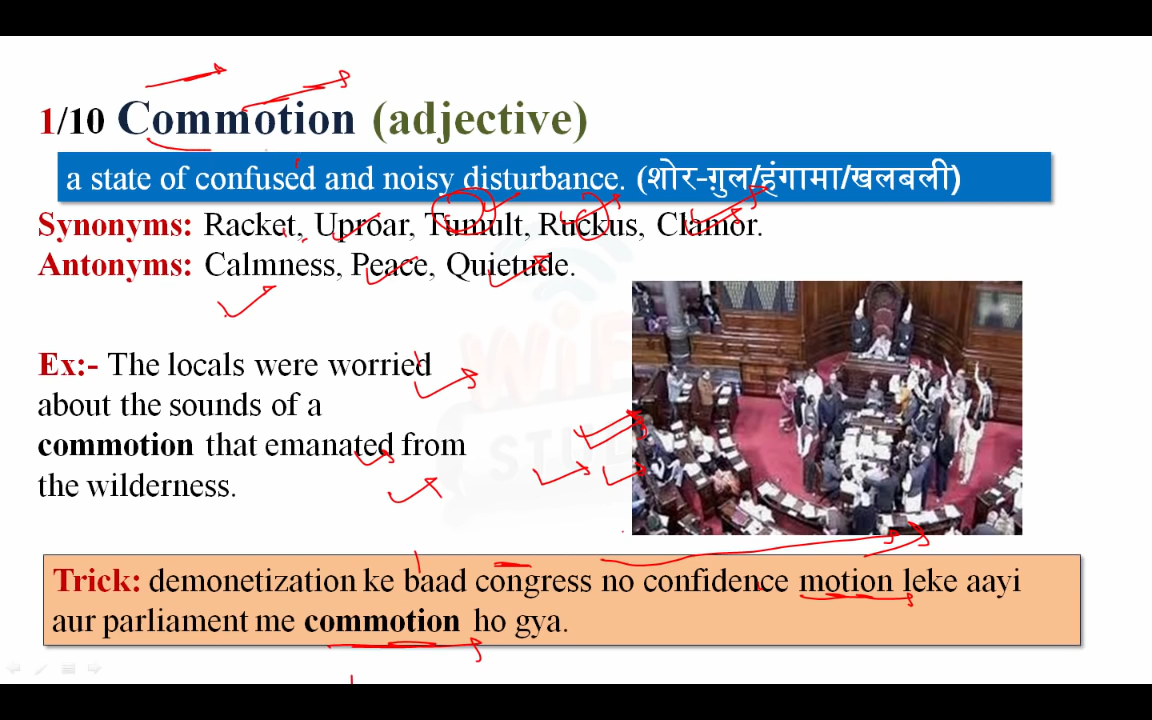 1/10 Commotion (adjective)
a state of confused and noisy disturbance. (शोर-ग़ुल/हंगामा/खलबली)
Synonyms: Racket, Uproar, Tumult, Ruckus, Clamor.
Antonyms: Calmness, Peace, Quietude.
Ex:- The locals were worried
about the sounds of a
commotion that emanated from
the wilderness.
WiFi
STUDY
Trick: demonetization ke baad congress no confidence motion leke aayi
aur parliament me commotion ho gya.